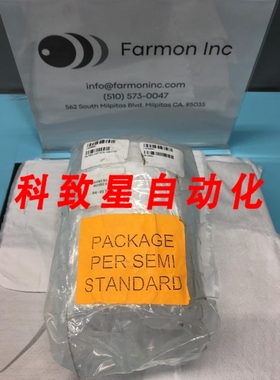 Farmon Inc
info@farmoninc.com
(510) 573-0047
562 South Milpitas Blvd, Milpitas CA, 95035
科致星自动化
PACKAGE
PER SEMI
STANDARD